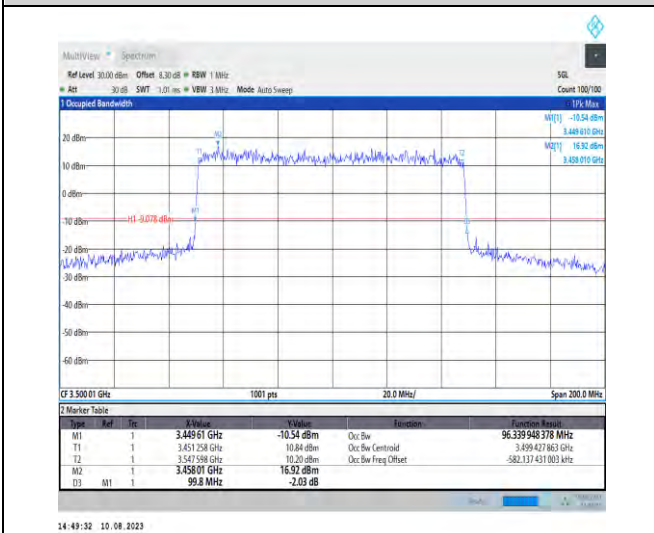 MultiView Spectrum
Ref Level 30.00 dBm Offset 8.30 dB RBW 1 MHz SGL
Att 30 dB SWT 1.01 ms VBW 3 MHz Mode Auto Sweep Count 100/100
1 Occupied Bandwidth 1Pk Max
M1[1] -10.54 dBm
3.449 610 GHz
M2[1] 16.92 dBm
3.458 010 GHz
20 dBm
M2
T1 T2
10 dBm
0 dBm
M1
-10 dBm H1 -9.078 dBm
-20 dBm
-30 dBm
-40 dBm
-50 dBm
-60 dBm
CF 3.500 01 GHz 1001 pts 20.0 MHz/ Span 200.0 MHz
2 Marker Table
Type Ref Trc X-Value Y-Value Function Function Result
M1 1 3.449 61 GHz -10.54 dBm Occ Bw 96.339 948 378 MHz
T1 1 3.451 258 GHz 10.84 dBm Occ Bw Centroid 3.499 427 863 GHz
T2 1 3.547 598 GHz 10.20 dBm Occ Bw Freq Offset -582.137 431 003 kHz
M2 1 3.458 01 GHz 16.92 dBm
D3 M1 1 99.8 MHz -2.03 dB
14:49:32 10.08.2023